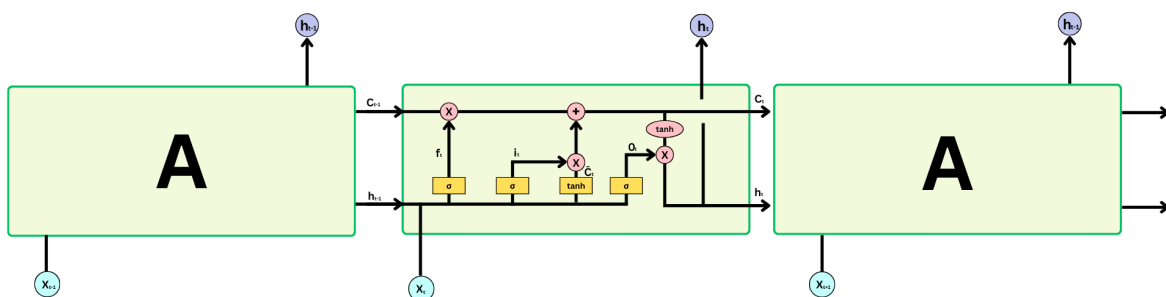 hₜ₋₁
hₜ
hₜ₋₁
Cₜ₋₁
Cₜ
X
+
tanh
fₜ
iₜ
X
C̃ₜ
Oₜ
X
A
A
σ
σ
tanh
σ
hₜ₋₁
hₜ
Xₜ₋₁
Xₜ
Xₜ₊₁